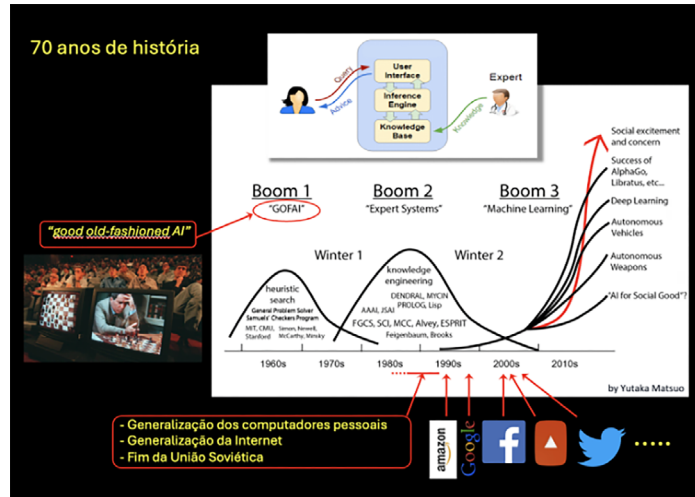 70 anos de história
User
Interface
Inference
Engine
Knowledge
Base
Query
Advice
Expert
Knowledge
Boom 1
"GOFAI"
Boom 2
"Expert Systems"
Boom 3
"Machine Learning"
"good old-fashioned AI"
Winter 1
Winter 2
heuristic
search
General Problem Solver
Samuels' Checkers Program
MIT, CMU,
Stanford
Simon, Newell,
McCarthy, Minsky
knowledge
engineering
DENDRAL, MYCIN
PROLOG, Lisp
AAAI, JSAI
FGCS, SCI, MCC, Alvey, ESPRIT
Feigenbaum, Brooks
Social excitement
and concern
Success of
AlphaGo,
Libratus, etc...
Deep Learning
Autonomous
Vehicles
Autonomous
Weapons
"AI for Social Good"?
1960s
1970s
1980s
1990s
2000s
2010s
by Yutaka Matsuo
- Generalização dos computadores pessoais
- Generalização da Internet
- Fim da União Soviética
amazon
Google
f
.....